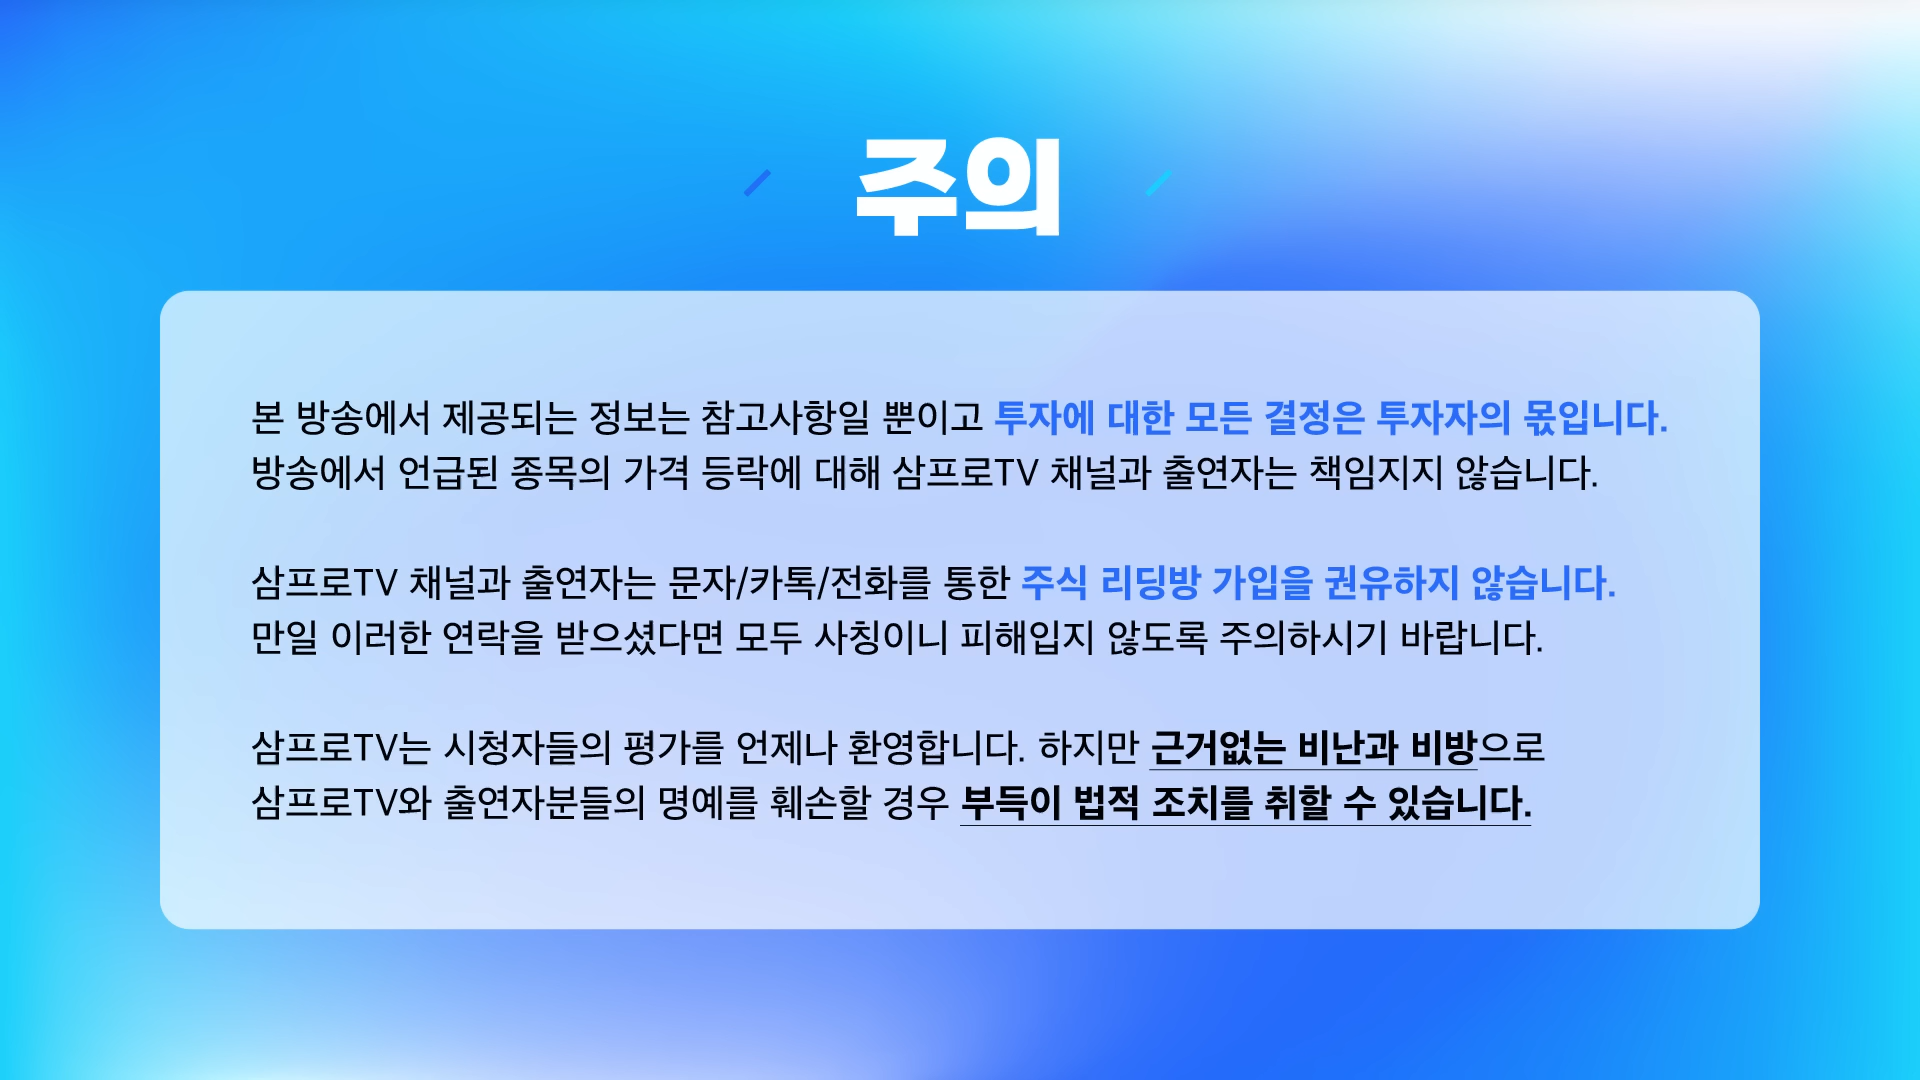 주의
본 방송에서 제공되는 정보는 참고사항일 뿐이고 투자에 대한 모든 결정은 투자자의 몫입니다.
방송에서 언급된 종목의 가격 등락에 대해 삼프로TV 채널과 출연자는 책임지지 않습니다.
삼프로TV 채널과 출연자는 문자/카톡/전화를 통한 주식 리딩방 가입을 권유하지 않습니다.
만일 이러한 연락을 받으셨다면 모두 사칭이니 피해입지 않도록 주의하시기 바랍니다.
삼프로TV는 시청자들의 평가를 언제나 환영합니다. 하지만 근거없는 비난과 비방으로
삼프로TV와 출연자분들의 명예를 훼손할 경우 부득이 법적 조치를 취할 수 있습니다.